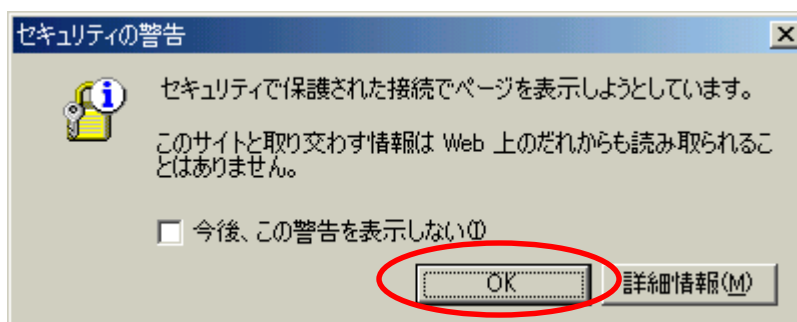 セキュリティの警告
セキュリティで保護された接続でページを表示しようとしています。
このサイトと取り交わす情報は Web 上のだれからも読み取られるこ
とはありません。
今後、この警告を表示しない(I)
OK
詳細情報(M)